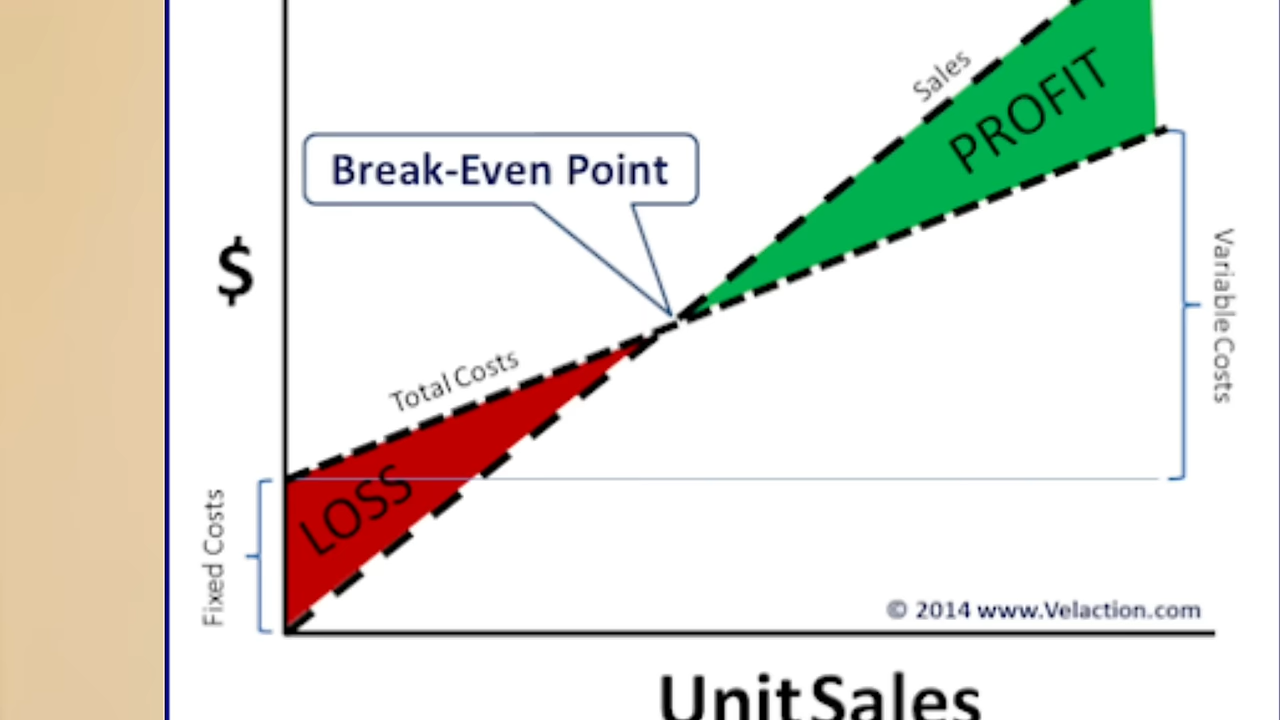 Sales
PROFIT
Break-Even Point
$
Variable Costs
Total Costs
LOSS
Fixed Costs
© 2014 www.Velaction.com
Unit Sales